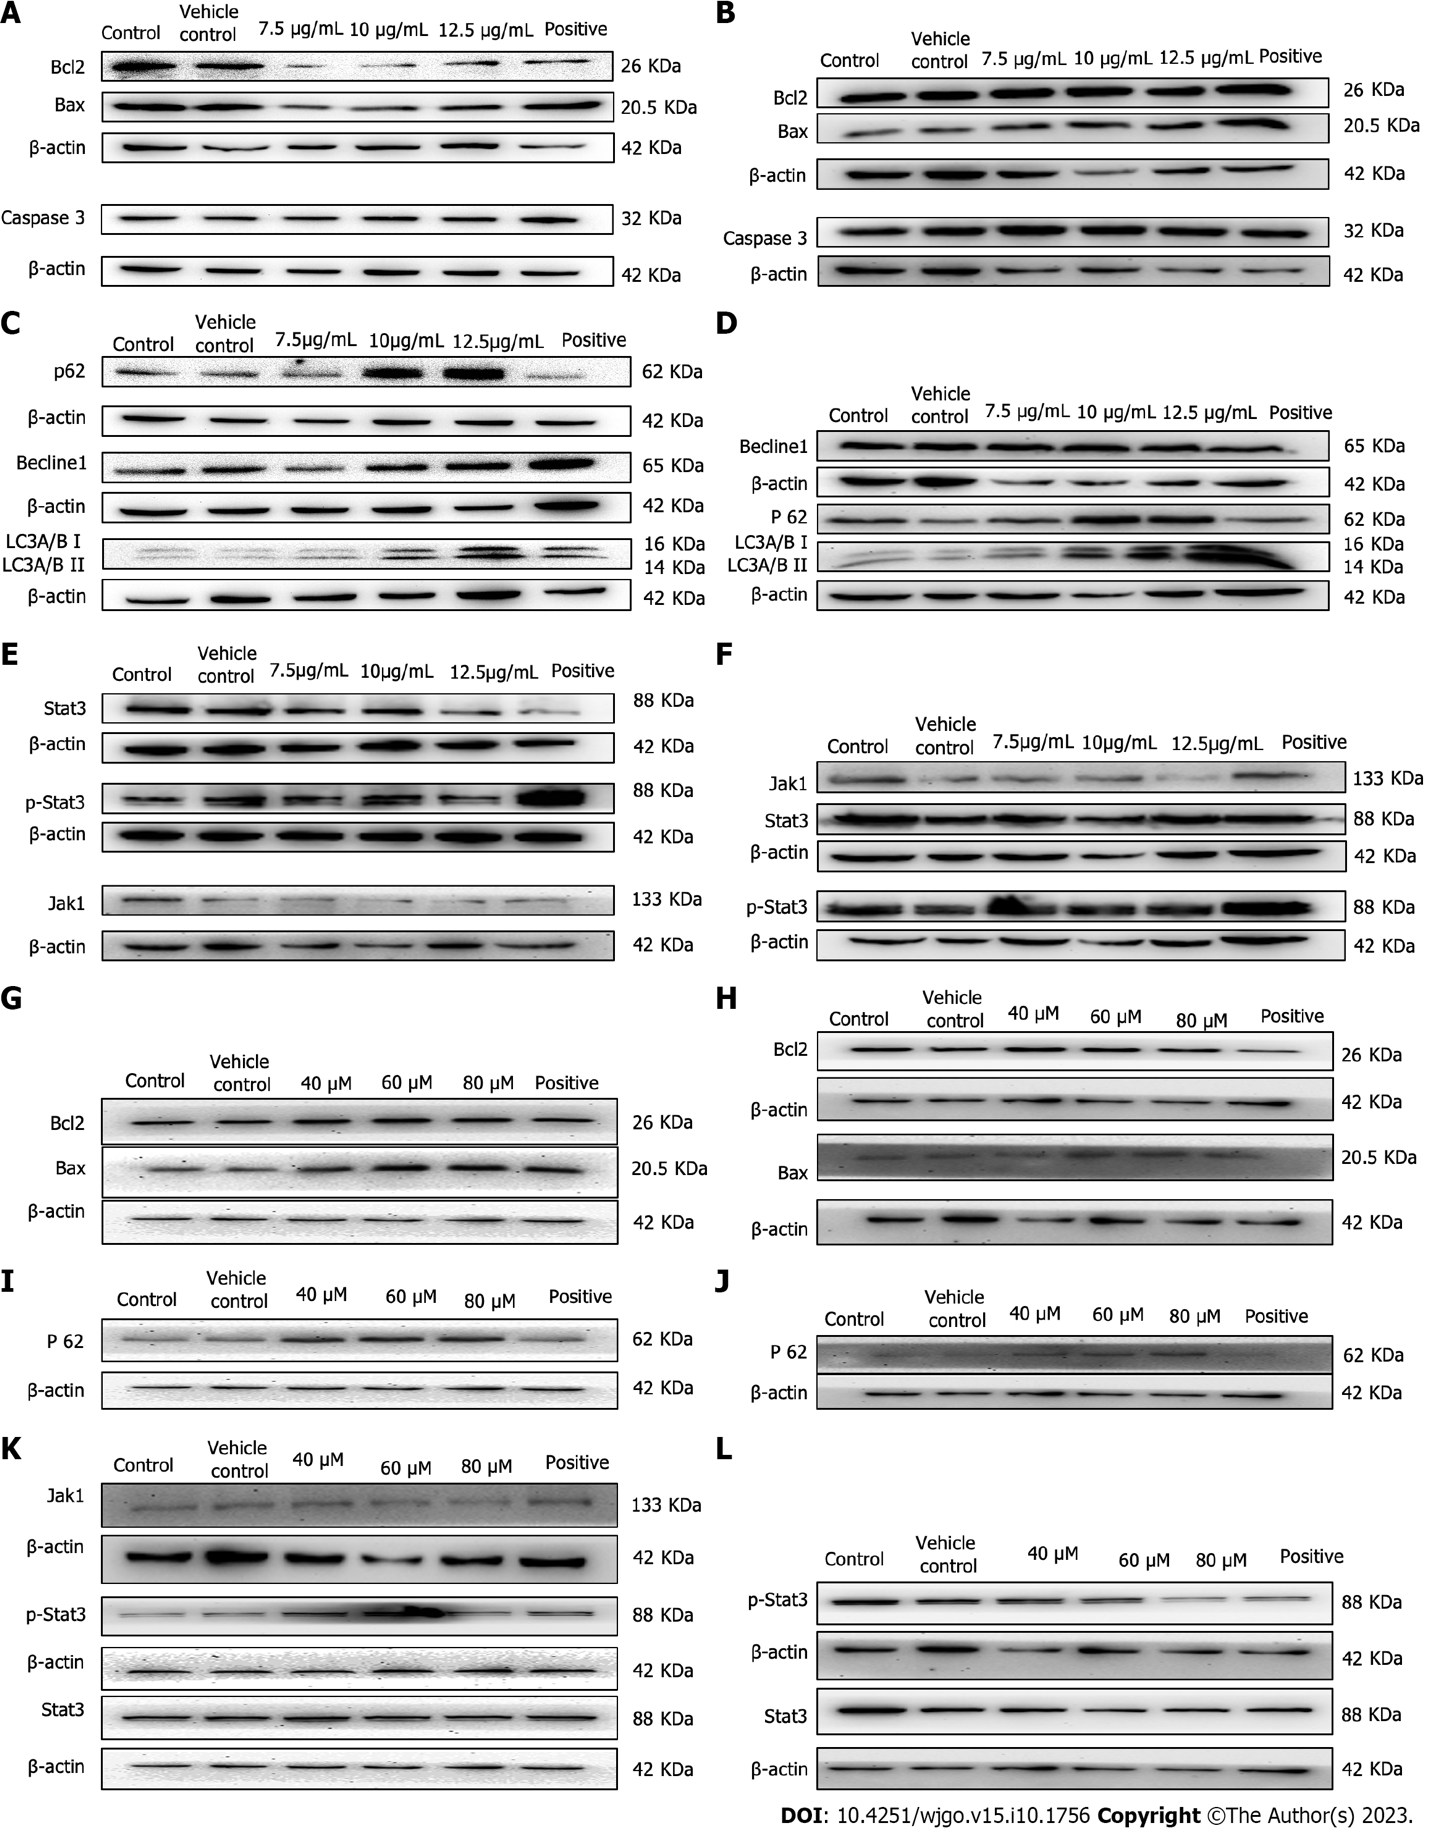 A
Control Vehicle control 7.5 µg/mL 10 µg/mL 12.5 µg/mL Positive
Bcl2 26 KDa
Bax 20.5 KDa
β-actin 42 KDa
Caspase 3 32 KDa
β-actin 42 KDa
B
Control Vehicle control 7.5 µg/mL 10 µg/mL 12.5 µg/mL Positive
Bcl2 26 KDa
Bax 20.5 KDa
β-actin 42 KDa
Caspase 3 32 KDa
β-actin 42 KDa
C
Control Vehicle control 7.5µg/mL 10µg/mL 12.5µg/mL Positive
p62 62 KDa
β-actin 42 KDa
Becline1 65 KDa
β-actin 42 KDa
LC3A/B I 16 KDa
LC3A/B II 14 KDa
β-actin 42 KDa
D
Control Vehicle control 7.5 µg/mL 10 µg/mL 12.5 µg/mL Positive
Becline1 65 KDa
β-actin 42 KDa
P 62 62 KDa
LC3A/B I 16 KDa
LC3A/B II 14 KDa
β-actin 42 KDa
E
Control Vehicle control 7.5µg/mL 10µg/mL 12.5µg/mL Positive
Stat3 88 KDa
β-actin 42 KDa
p-Stat3 88 KDa
β-actin 42 KDa
Jak1 133 KDa
β-actin 42 KDa
F
Control Vehicle control 7.5µg/mL 10µg/mL 12.5µg/mL Positive
Jak1 133 KDa
Stat3 88 KDa
β-actin 42 KDa
p-Stat3 88 KDa
β-actin 42 KDa
G
Control Vehicle control 40 µM 60 µM 80 µM Positive
Bcl2 26 KDa
Bax 20.5 KDa
β-actin 42 KDa
H
Control Vehicle control 40 µM 60 µM 80 µM Positive
Bcl2 26 KDa
β-actin 42 KDa
Bax 20.5 KDa
β-actin 42 KDa
I
Control Vehicle control 40 µM 60 µM 80 µM Positive
P 62 62 KDa
β-actin 42 KDa
J
Control Vehicle control 40 µM 60 µM 80 µM Positive
P 62 62 KDa
β-actin 42 KDa
K
Control Vehicle control 40 µM 60 µM 80 µM Positive
Jak1 133 KDa
β-actin 42 KDa
p-Stat3 88 KDa
β-actin 42 KDa
Stat3 88 KDa
β-actin 42 KDa
L
Control Vehicle control 40 µM 60 µM 80 µM Positive
p-Stat3 88 KDa
β-actin 42 KDa
Stat3 88 KDa
β-actin 42 KDa
DOI: 10.4251/wjgo.v15.i10.1756 Copyright ©The Author(s) 2023.